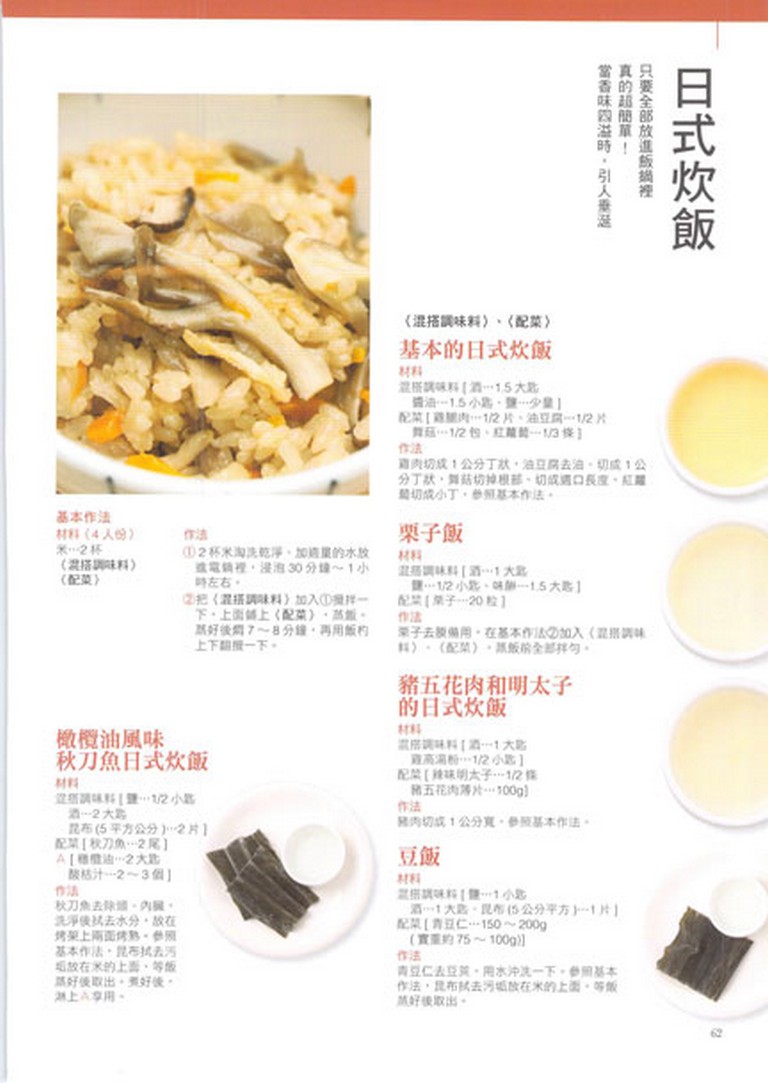 日式炊飯
只要全部放進飯鍋裡
真的超簡單！
當香味四溢時，引人垂涎
〈混搭調味料〉、〈配菜〉
基本的日式炊飯
材料
混搭調味料 [ 酒…1.5 大匙
醬油…1.5 小匙、鹽…少量 ]
配菜 [ 雞腿肉…1/2 片、油豆腐…1/2 片
舞菇…1/2 包、紅蘿蔔…1/3 條 ]
作法
雞肉切成 1 公分丁狀，油豆腐去油，切成 1 公
分丁狀，舞菇切掉根部、切成適口長度，紅蘿
蔔切成小丁，參照基本作法。
栗子飯
材料
混搭調味料 [ 酒…1 大匙
鹽…1/2 小匙、味醂…1.5 大匙 ]
配菜 [ 栗子…20 粒 ]
作法
栗子去膜備用，在基本作法②加入〈混搭調味
料〉、〈配菜〉，蒸飯前全部拌勻。
豬五花肉和明太子
的日式炊飯
材料
混搭調味料 [ 酒…1 大匙
雞高湯粉…1/2 小匙 ]
配菜 [ 辣味明太子…1/2 條
豬五花肉薄片…100g]
作法
豬肉切成 1 公分寬，參照基本作法。
豆飯
材料
混搭調味料 [ 鹽…1 小匙
酒…1 大匙、昆布 (5 公分平方 )…1 片 ]
配菜 [ 青豆仁…150 ～ 200g
( 實重約 75 ～ 100g)]
作法
青豆仁去豆莢，用水沖洗一下。參照基本
作法，昆布拭去污垢放在米的上面，等飯
蒸好後取出。
基本作法
材料（4 人份）
米…2 杯
〈混搭調味料〉
〈配菜〉
作法
①2 杯米淘洗乾淨，加適量的水放
進電鍋裡，浸泡 30 分鐘～ 1 小
時左右。
②把〈混搭調味料〉加入①攪拌一
下，上面鋪上〈配菜〉，蒸飯。
蒸好後燜 7 ～ 8 分鐘，再用飯杓
上下翻攪一下。
橄欖油風味
秋刀魚日式炊飯
材料
混搭調味料 [ 鹽…1/2 小匙
酒…2 大匙
昆布 (5 平方公分 )…2 片 ]
配菜 [ 秋刀魚…2 尾 ]
A [ 橄欖油…2 大匙
酸桔汁…2 ～ 3 個 ]
作法
秋刀魚去除頭、內臟，
洗淨後拭去水分，放在
烤架上兩面烤熟。參照
基本作法，昆布拭去污
垢放在米的上面，等飯
蒸好後取出。煮好後，
淋上A享用。
62